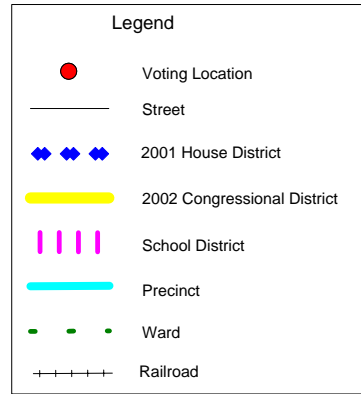 Legend
Voting Location
Street
2001 House District
2002 Congressional District
School District
Precinct
Ward
Railroad